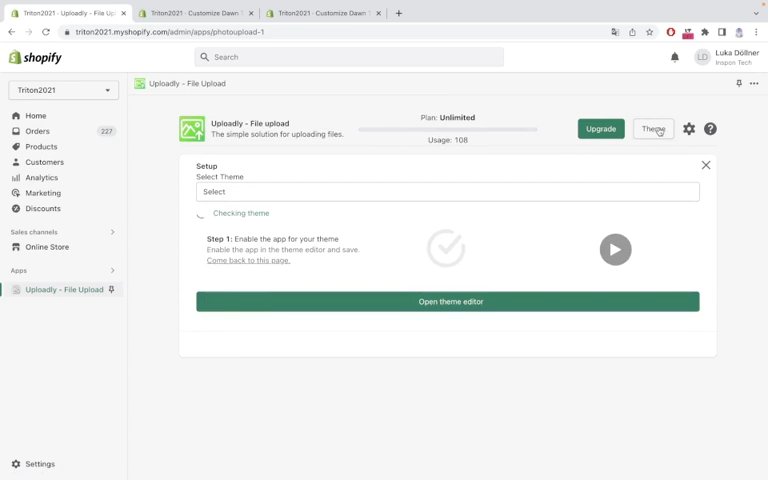 Triton2021 · Uploadly - File Up
Triton2021 · Customize Dawn T
Triton2021 · Customize Dawn T
triton2021.myshopify.com/admin/apps/photoupload-1
shopify
Search
LD
Luka Döllner
Inspon Tech
Triton2021
Uploadly - File Upload
Home
Orders
227
Products
Customers
Analytics
Marketing
Discounts
Sales channels
Online Store
Apps
Uploadly - File Upload
Settings
Uploadly - File upload
The simple solution for uploading files.
Plan: Unlimited
Usage: 108
Upgrade
Theme
Setup
Select Theme
Select
Checking theme
Step 1: Enable the app for your theme
Enable the app in the theme editor and save.
Come back to this page.
Open theme editor